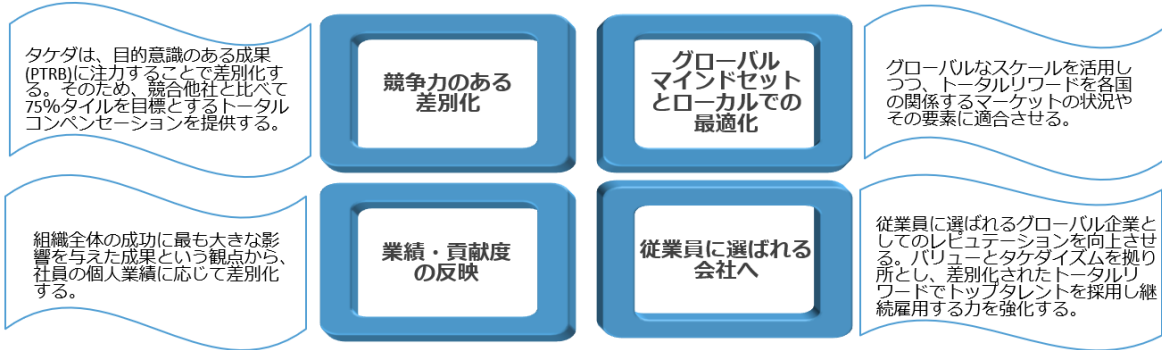 タケダは、目的意識のある成果
(PTRB)に注力することで差別化す
る。そのため、競合他社と比べて
75%タイルを目標とするトータル
コンペンセーションを提供する。
競争力のある
差別化
グローバル
マインドセット
とローカルでの
最適化
グローバルなスケールを活用し
つつ、トータルリワードを各国
の関係するマーケットの状況や
その要素に適合させる。
組織全体の成功に最も大きな影
響を与えた成果という観点から、
社員の個人業績に応じて差別化
する。
業績・貢献度
の反映
従業員に選ばれる
会社へ
従業員に選ばれるグローバル企業と
してのレピュテーションを向上させ
る。バリューとタケダイズムを拠り
所とし、差別化されたトータルリ
ワードでトップタレントを採用し継
続雇用する力を強化する。